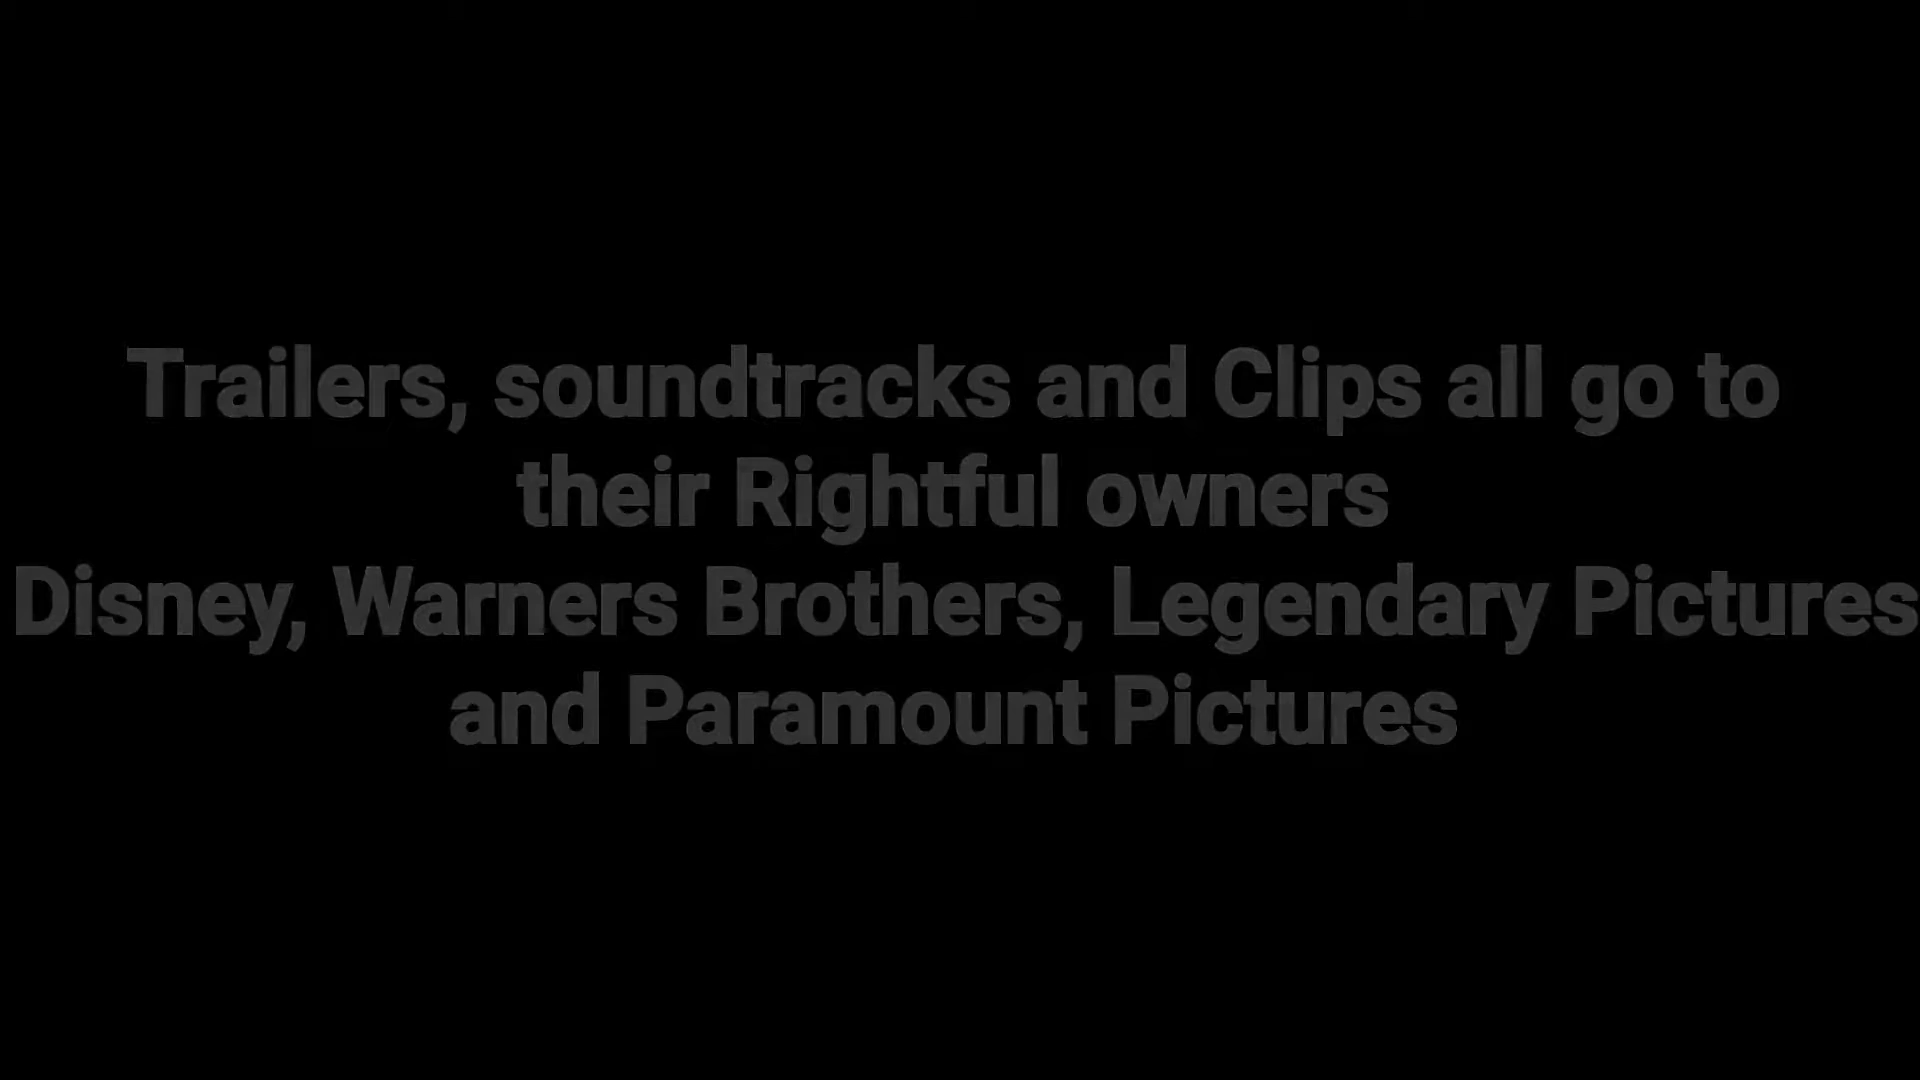 Trailers, soundtracks and Clips all go to
their Rightful owners
Disney, Warners Brothers, Legendary Pictures
and Paramount Pictures